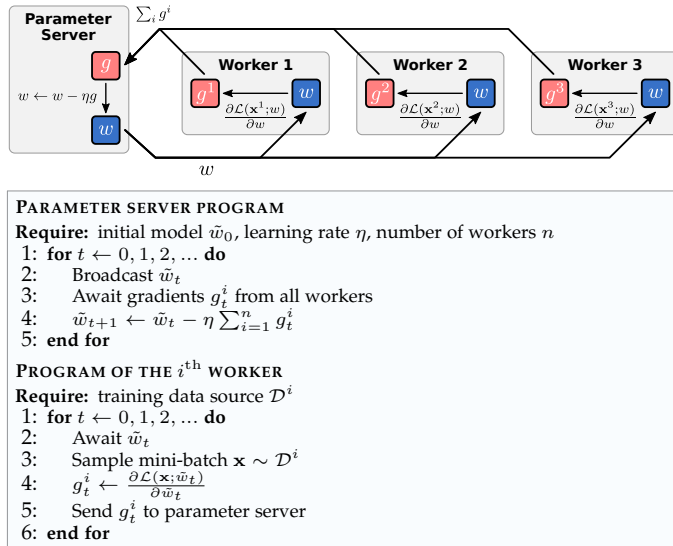 Parameter Server
∑_i g^i
g
w ← w − ηg
w
Worker 1
g^1
w
∂L(x^1;w)/∂w
Worker 2
g^2
w
∂L(x^2;w)/∂w
Worker 3
g^3
w
∂L(x^3;w)/∂w
w
PARAMETER SERVER PROGRAM
Require: initial model w̃_0, learning rate η, number of workers n
1: for t ← 0, 1, 2, ... do
2: Broadcast w̃_t
3: Await gradients g_t^i from all workers
4: w̃_{t+1} ← w̃_t − η ∑_{i=1}^n g_t^i
5: end for
PROGRAM OF THE i^th WORKER
Require: training data source D^i
1: for t ← 0, 1, 2, ... do
2: Await w̃_t
3: Sample mini-batch x ∼ D^i
4: g_t^i ← ∂L(x;w̃_t)/∂w̃_t
5: Send g_t^i to parameter server
6: end for